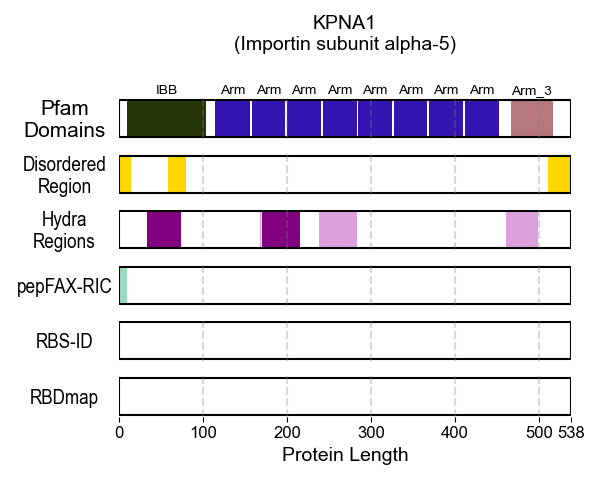 KPNA1
(Importin subunit alpha-5)
IBB Arm Arm Arm Arm Arm Arm Arm Arm Arm_3
Pfam
Domains
Disordered
Region
Hydra
Regions
pepFAX-RIC
RBS-ID
RBDmap
0 100 200 300 400 500 538
Protein Length